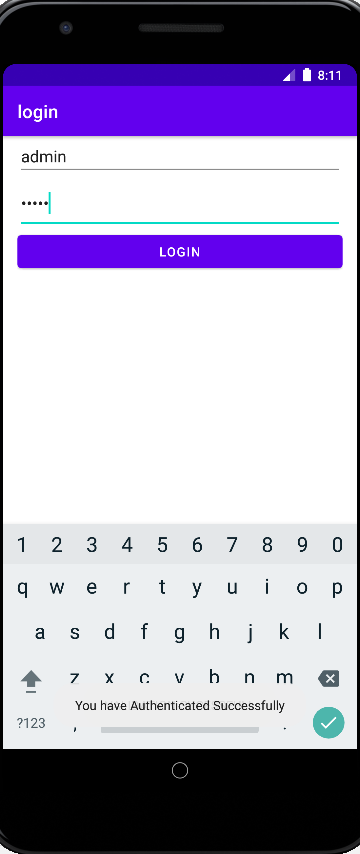 8:11
login
admin
•••••
LOGIN
1 2 3 4 5 6 7 8 9 0
q w e r t y u i o p
a s d f g h j k l
z x c v b n m
You have Authenticated Successfully
?123 , .